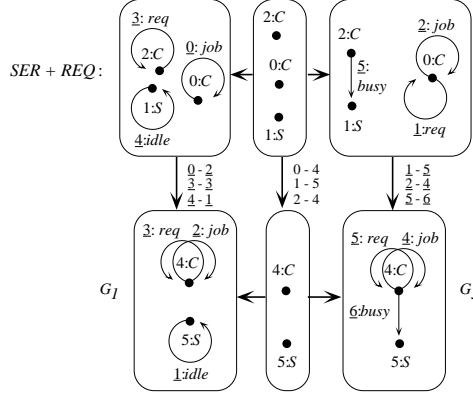 SER + REQ :
3: req
2:C
0: job
0:C
1:S
4:idle
2:C
0:C
1:S
2:C
5:
busy
1:S
2: job
0:C
1:req
0 - 2
3 - 3
4 - 1
0 - 4
1 - 5
2 - 4
1 - 5
2 - 4
5 - 6
G1
3: req
2: job
4:C
5:S
1:idle
4:C
5:S
5: req
4: job
4:C
6:busy
5:S
G